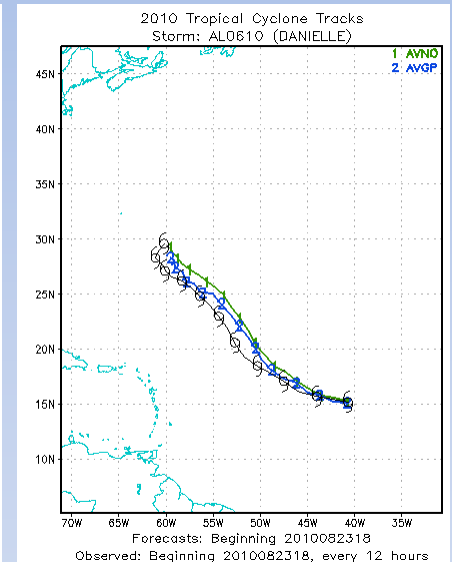 2010 Tropical Cyclone Tracks
Storm: AL0610 (DANIELLE)
1 AVNO
2 AVGP
45N
40N
35N
30N
25N
20N
15N
10N
70W 65W 60W 55W 50W 45W 40W 35W
Forecasts: Beginning 2010082318
Observed: Beginning 2010082318, every 12 hours